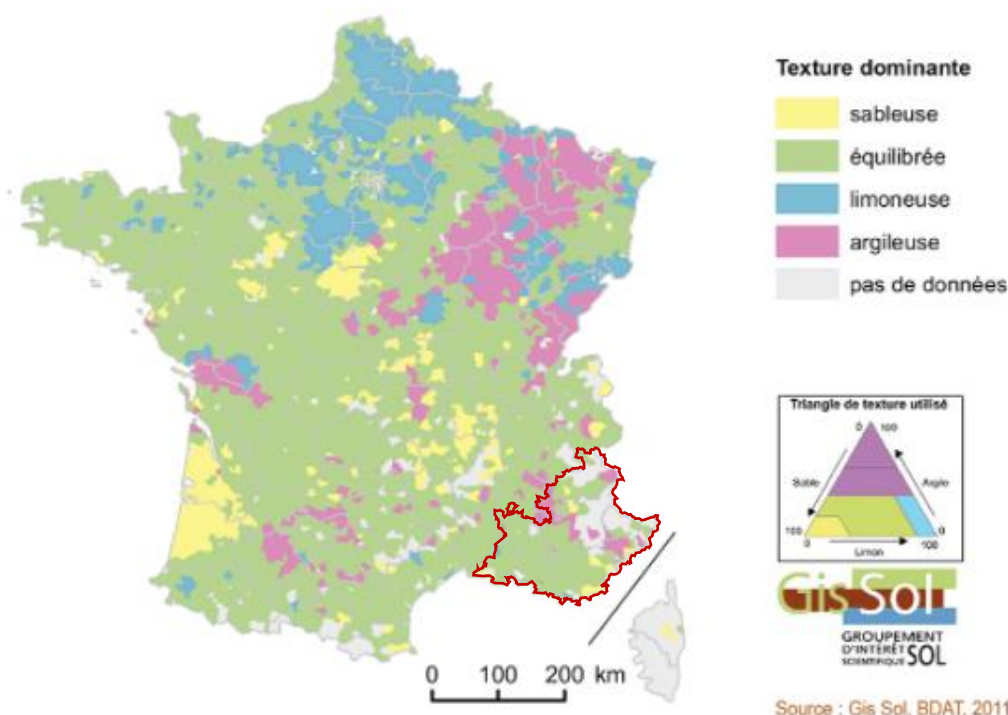 Texture dominante
sableuse
équilibrée
limoneuse
argileuse
pas de données
Triangle de texture utilisé
0 100
Sable
Argile
100 0
0 Limon 100
Gis Sol
GROUPEMENT
D'INTÉRÊT
SCIENTIFIQUE SOL
0 100 200 km
Source : Gis Sol, BDAT, 2011